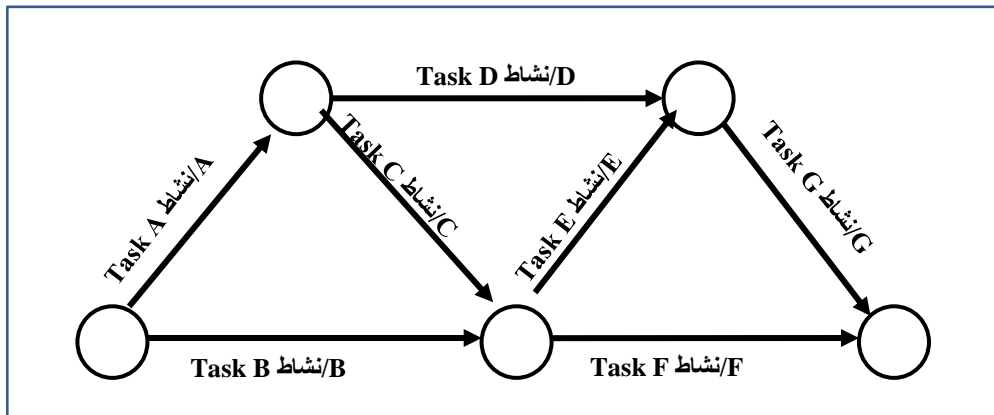 Task D نشاط/D
Task A نشاط/A
Task C نشاط/C
Task E نشاط/E
Task G نشاط/G
Task B نشاط/B
Task F نشاط/F